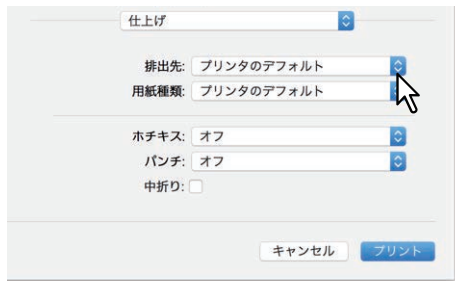 仕上げ
排出先: プリンタのデフォルト
用紙種類: プリンタのデフォルト
ホチキス: オフ
パンチ: オフ
中折り:
キャンセル プリント